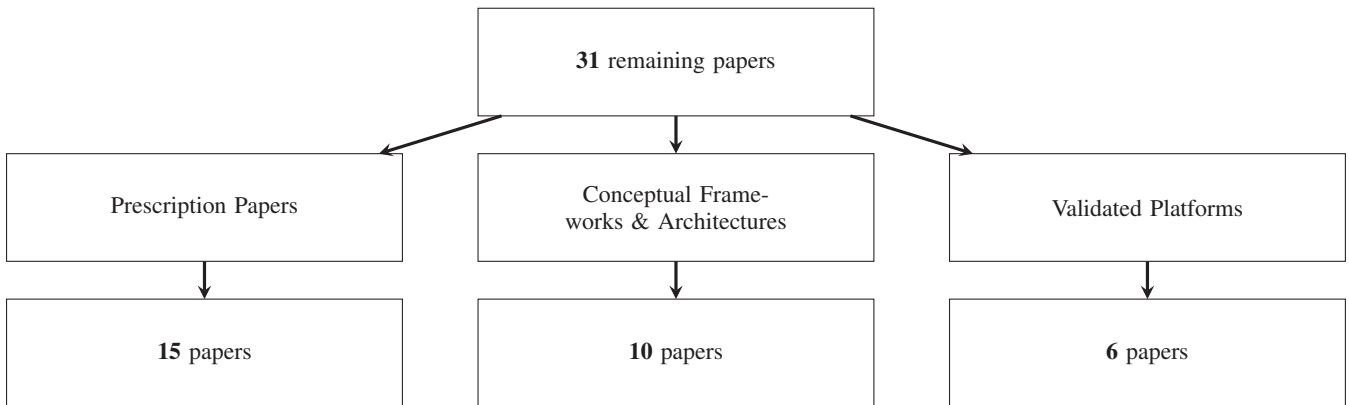 31 remaining papers
Prescription Papers
Conceptual Frame-
works & Architectures
Validated Platforms
15 papers
10 papers
6 papers